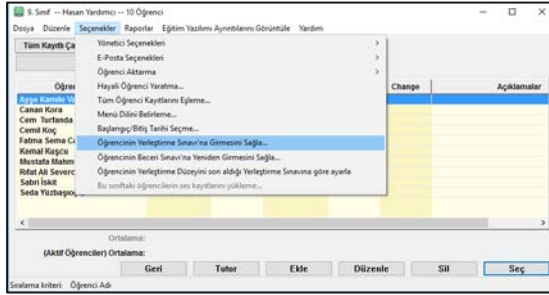 9. Sınıf -- Hasan Yardımcı -- 10 Öğrenci
Dosya Düzenle Seçenekler Raporlar Eğitim Yazılımı Ayrıntılarını Görüntüle Yardım
Tüm Kayıtlı Ça
Yönetici Seçenekleri
E-Posta Seçenekleri
Öğrenci Aktarma
Hayali Öğrenci Yaratma...
Tüm Öğrenci Kayıtlarını Eşleme...
Menü Dilini Belirleme...
Başlangıç/Bitiş Tarihi Seçme...
Öğrencinin Yerleştirme Sınavı'na Girmesini Sağla...
Öğrencinin Beceri Sınavı'na Yeniden Girmesini Sağla...
Öğrencinin Yerleştirme Düzeyini son aldığı Yerleştirme Sınavına göre ayarla
Bu sınıftaki öğrencilerin ses kayıtlarını yükleme...
Öğre Change Açıklamalar
Ayşe Kamile
Canan Kora
Cem Turfanda
Cemil Koç
Fatma Sema Ca
Kemal Kuşcu
Mustafa Mahm
Rıfat Ali Severc
Sabri İskit
Seda Yüzbaşıo
Ortalama:
(Aktif Öğrenciler) Ortalama:
Geri Tutor Ekle Düzenle Sil Seç
Sıralama kriteri: Öğrenci Adı